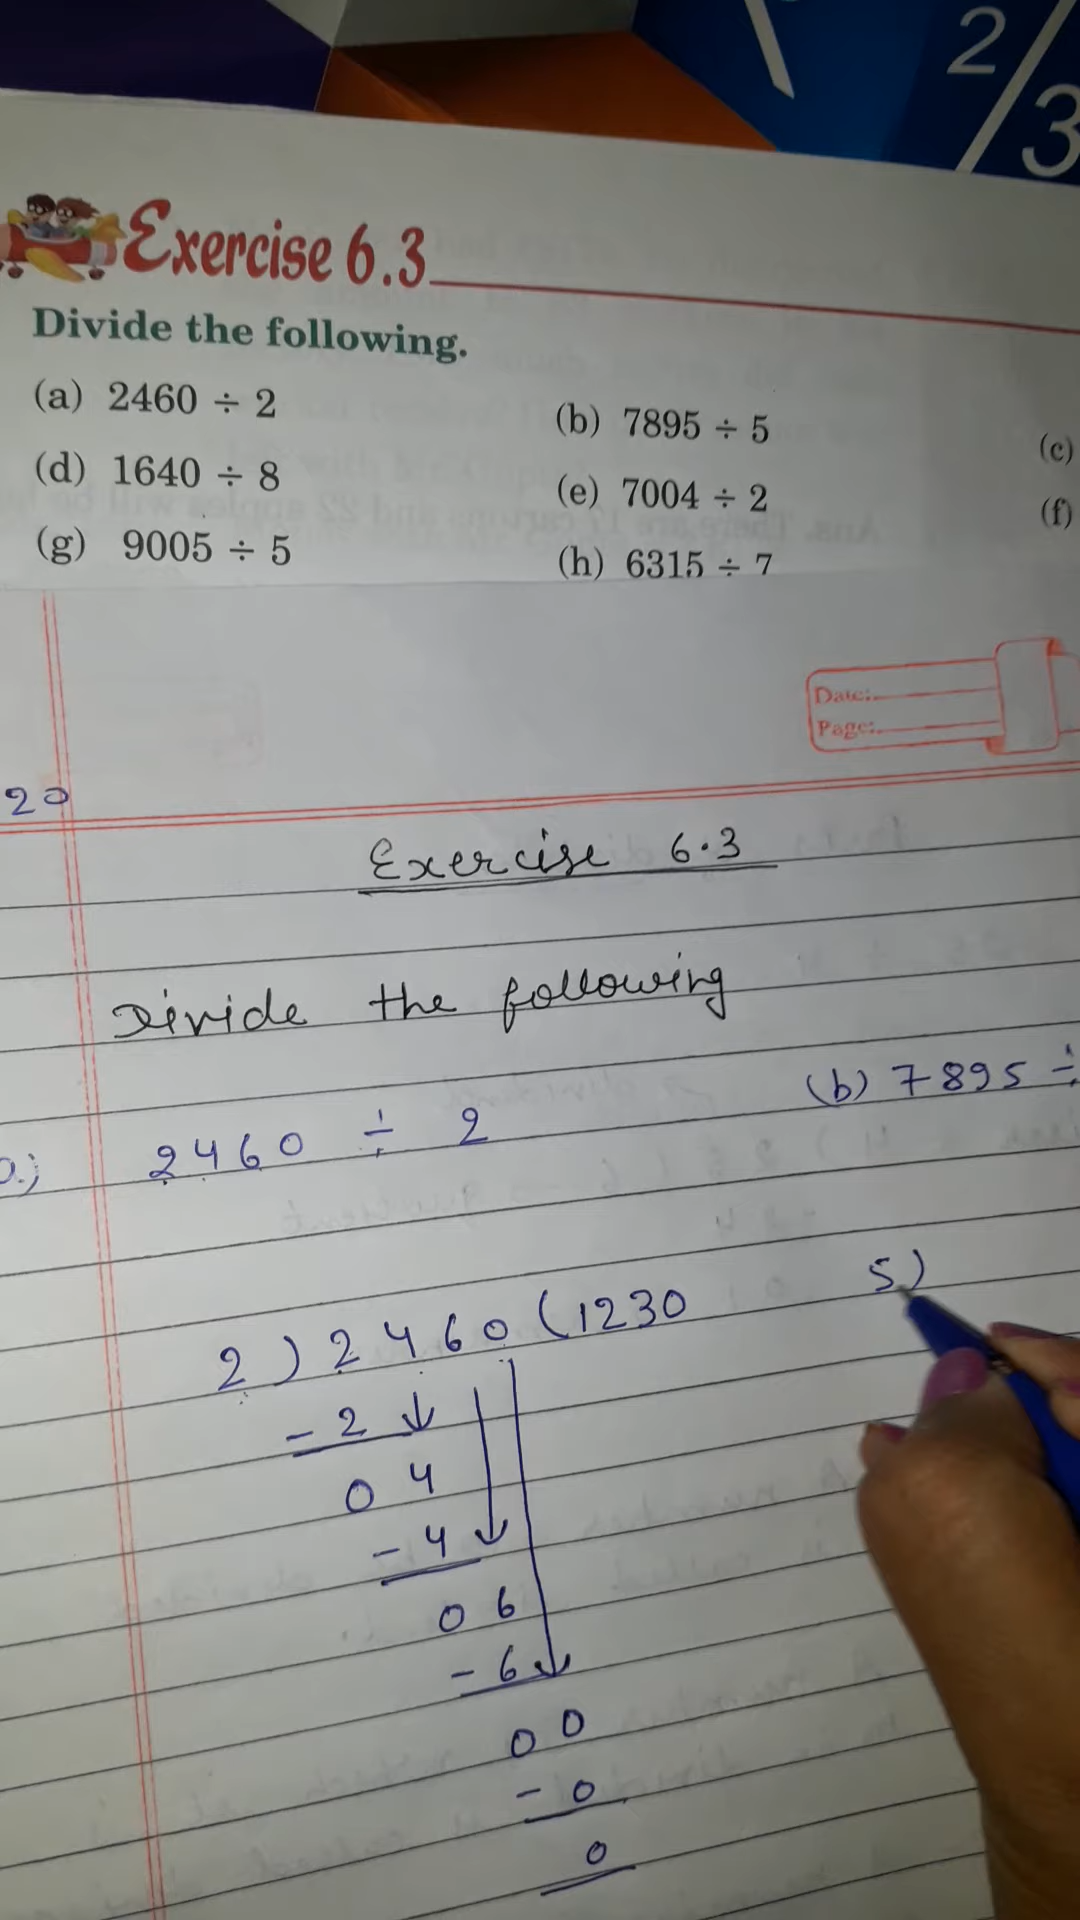 2/3
Exercise 6.3
Divide the following.
(a) 2460 ÷ 2 (b) 7895 ÷ 5 (c)
(d) 1640 ÷ 8 (e) 7004 ÷ 2 (f)
(g) 9005 ÷ 5 (h) 6315 ÷ 7
Date:
Page:
20
Exercise 6.3
Divide the following
a) 2460 ÷ 2 (b) 7895 ÷
2 ) 2460 ( 1230 5)
- 2
0 4
- 4
0 6
- 6
0 0
- 0
0